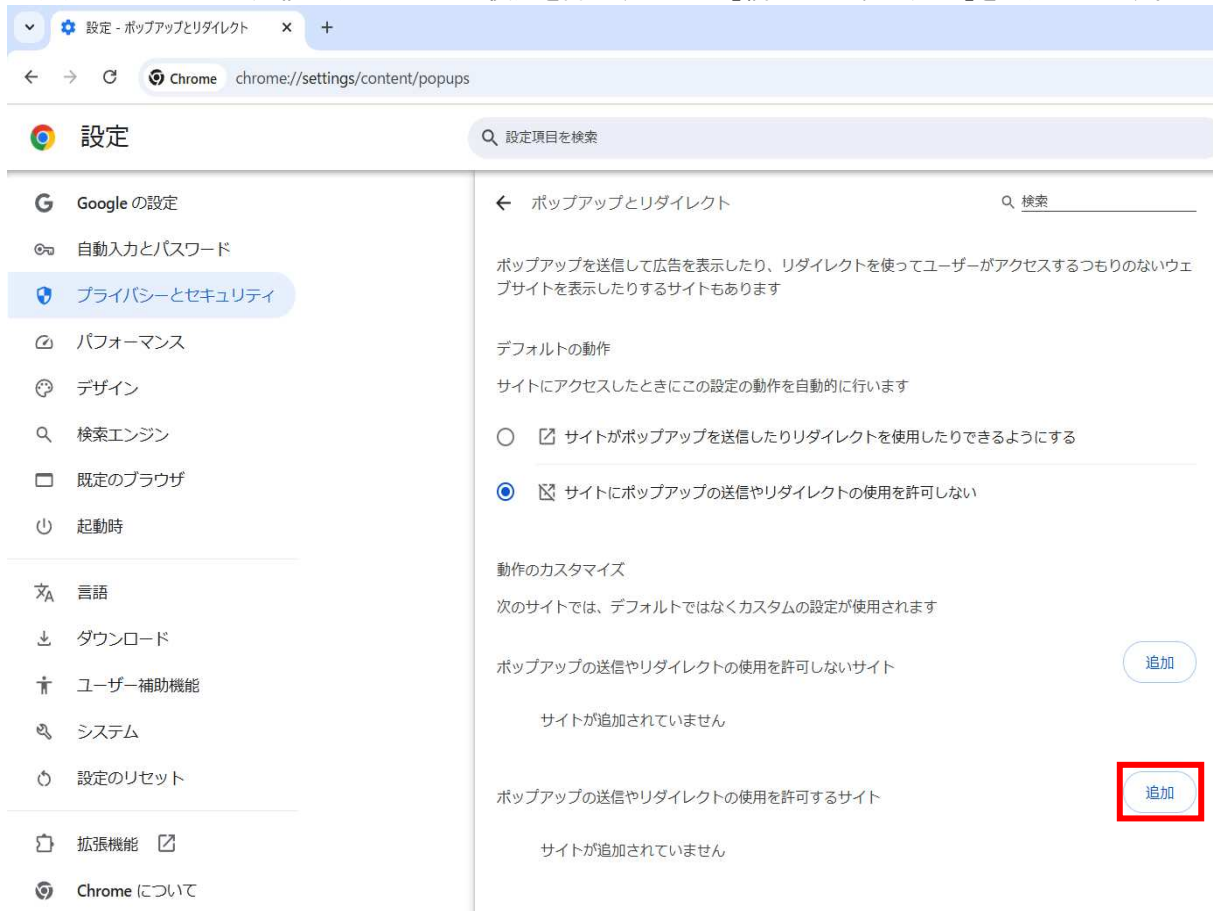 設定 - ポップアップとリダイレクト
Chrome chrome://settings/content/popups
設定
設定項目を検索
Google の設定
自動入力とパスワード
プライバシーとセキュリティ
パフォーマンス
デザイン
検索エンジン
既定のブラウザ
起動時
言語
ダウンロード
ユーザー補助機能
システム
設定のリセット
拡張機能
Chrome について
ポップアップとリダイレクト
検索
ポップアップを送信して広告を表示したり、リダイレクトを使ってユーザーがアクセスするつもりのないウェ
ブサイトを表示したりするサイトもあります
デフォルトの動作
サイトにアクセスしたときにこの設定の動作を自動的に行います
サイトがポップアップを送信したりリダイレクトを使用したりできるようにする
サイトにポップアップの送信やリダイレクトの使用を許可しない
動作のカスタマイズ
次のサイトでは、デフォルトではなくカスタムの設定が使用されます
ポップアップの送信やリダイレクトの使用を許可しないサイト
追加
サイトが追加されていません
ポップアップの送信やリダイレクトの使用を許可するサイト
追加
サイトが追加されていません